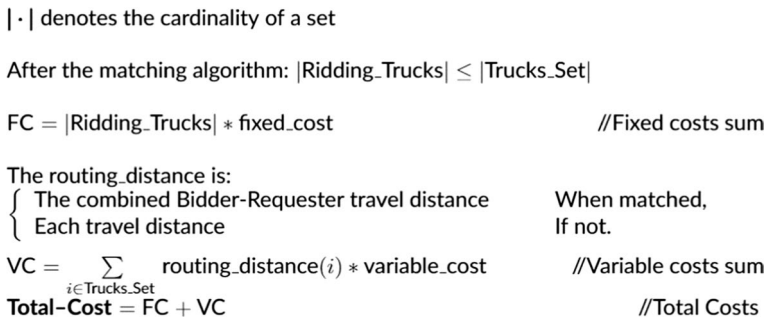 |·| denotes the cardinality of a set
After the matching algorithm: |Ridding_Trucks| ≤ |Trucks_Set|
FC = |Ridding_Trucks| ∗ fixed_cost //Fixed costs sum
The routing_distance is:
{ The combined Bidder-Requester travel distance When matched,
Each travel distance If not.
VC = ∑ routing_distance(i) ∗ variable_cost //Variable costs sum
i∈Trucks_Set
Total-Cost = FC + VC //Total Costs